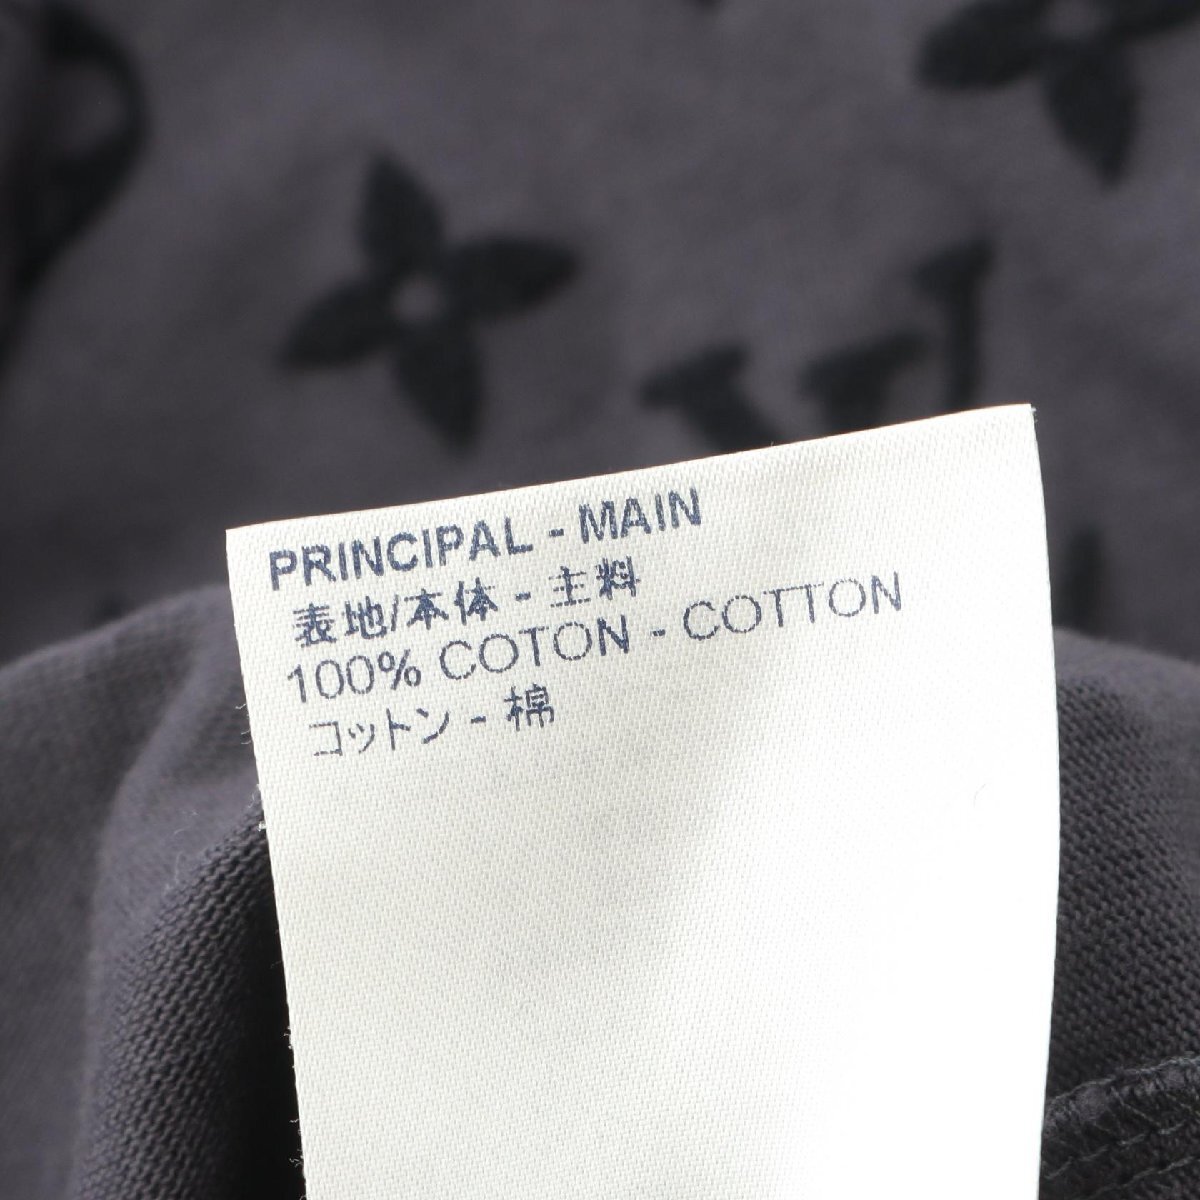 PRINCIPAL - MAIN
表地/本体 - 主料
100% COTON - COTTON
コットン - 棉